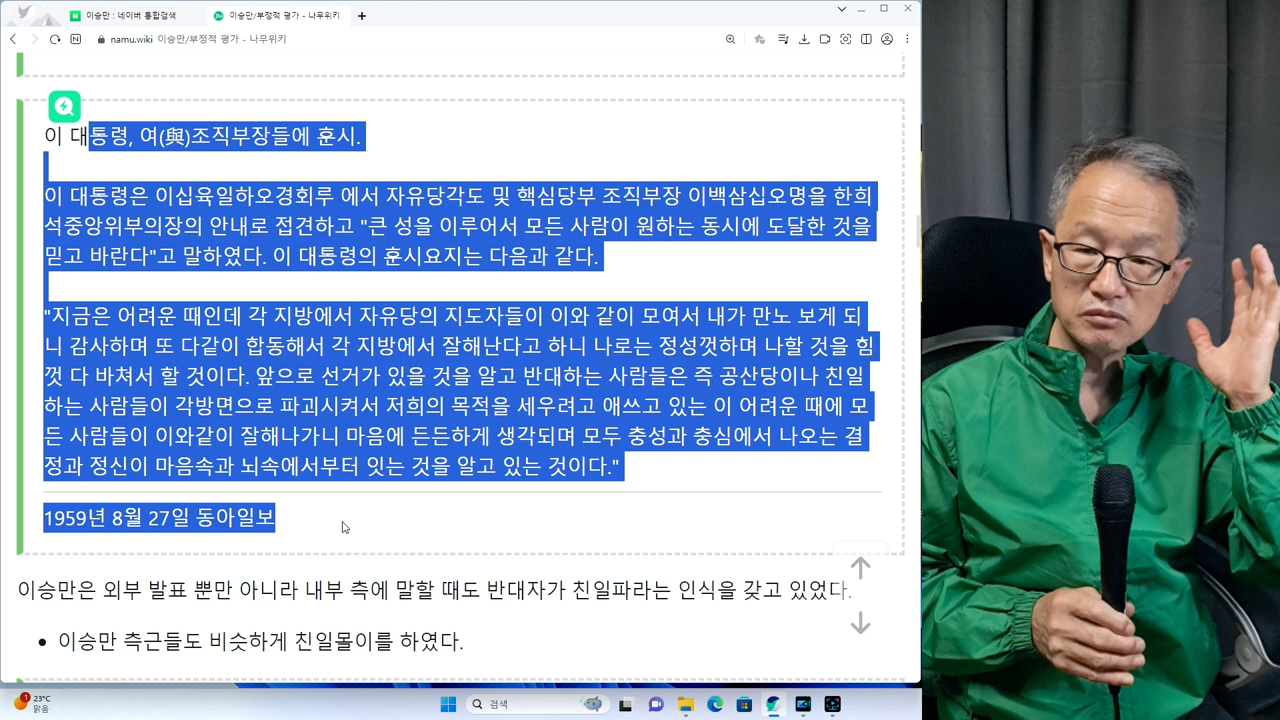 이승만 : 네이버 통합검색
이승만/부정적 평가 - 나무위키
namu.wiki 이승만/부정적 평가 - 나무위키
이 대통령, 여(與)조직부장들에 훈시.
이 대통령은 이십육일하오경회루 에서 자유당각도 및 핵심당부 조직부장 이백삼십오명을 한희
석중앙위부의장의 안내로 접견하고 "큰 성을 이루어서 모든 사람이 원하는 동시에 도달한 것을
믿고 바란다"고 말하였다. 이 대통령의 훈시요지는 다음과 같다.
"지금은 어려운 때인데 각 지방에서 자유당의 지도자들이 이와 같이 모여서 내가 만노 보게 되
니 감사하며 또 다같이 합동해서 각 지방에서 잘해난다고 하니 나로는 정성껏하며 나할 것을 힘
껏 다 바쳐서 할 것이다. 앞으로 선거가 있을 것을 알고 반대하는 사람들은 즉 공산당이나 친일
하는 사람들이 각방면으로 파괴시켜서 저희의 목적을 세우려고 애쓰고 있는 이 어려운 때에 모
든 사람들이 이와같이 잘해나가니 마음에 든든하게 생각되며 모두 충성과 충심에서 나오는 결
정과 정신이 마음속과 뇌속에서부터 잇는 것을 알고 있는 것이다."
1959년 8월 27일 동아일보
이승만은 외부 발표 뿐만 아니라 내부 측에 말할 때도 반대자가 친일파라는 인식을 갖고 있었다.
• 이승만 측근들도 비슷하게 친일몰이를 하였다.
1
23°C
맑음
검색